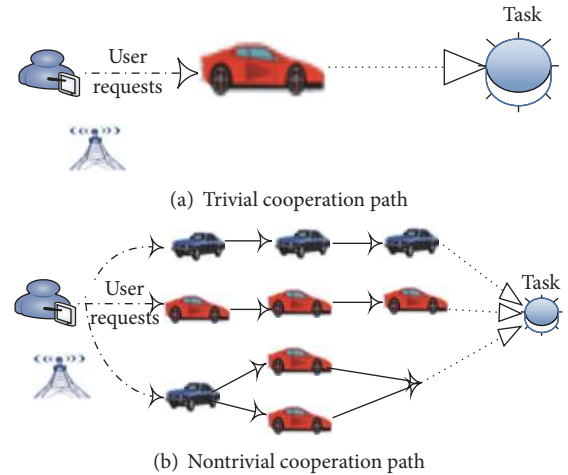 Task
User
requests
(a) Trivial cooperation path
User
requests
Task
(b) Nontrivial cooperation path